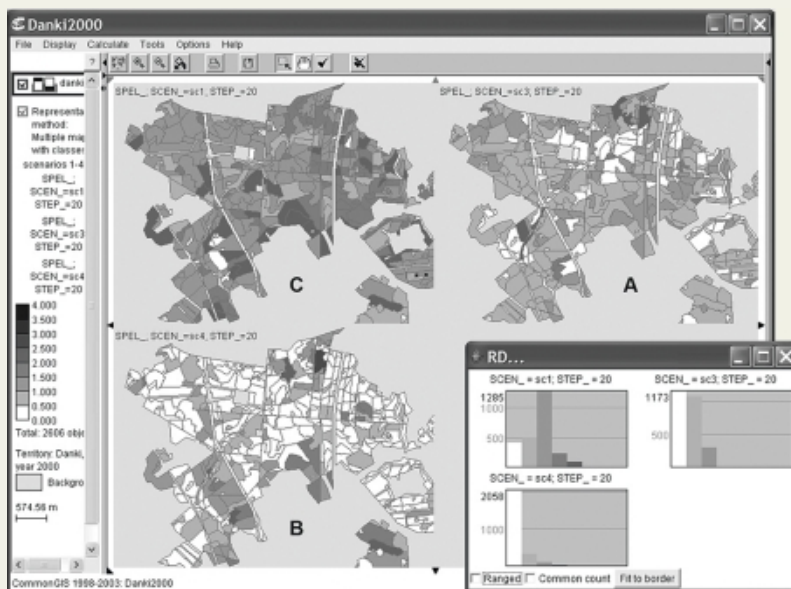 Danki2000
File Display Calculate Tools Options Help
?
danki
Representa
method:
Multiple map
with classes
scenarios 1-4
SPEL_;
SCEN_=sc1
STEP_=20
SPEL_;
SCEN_=sc3
STEP_=20
SPEL_;
SCEN_=sc4
STEP_=20
4.000
3.500
3.000
2.500
2.000
1.500
1.000
0.500
0.000
Total: 2606 obje
Territory: Danki,
year 2000
Backgro
574.56 m
SPEL_; SCEN_=sc1, STEP_=20
C
SPEL_; SCEN_=sc3, STEP_=20
A
SPEL_; SCEN_=sc4, STEP_=20
B
RD...
SCEN_ = sc1; STEP_ = 20
1285
1000
500
SCEN_ = sc3; STEP_ = 20
1173
500
SCEN_ = sc4; STEP_ = 20
2058
1000
Ranged Common count Fit to border
CommonGIS 1998-2003: Danki2000